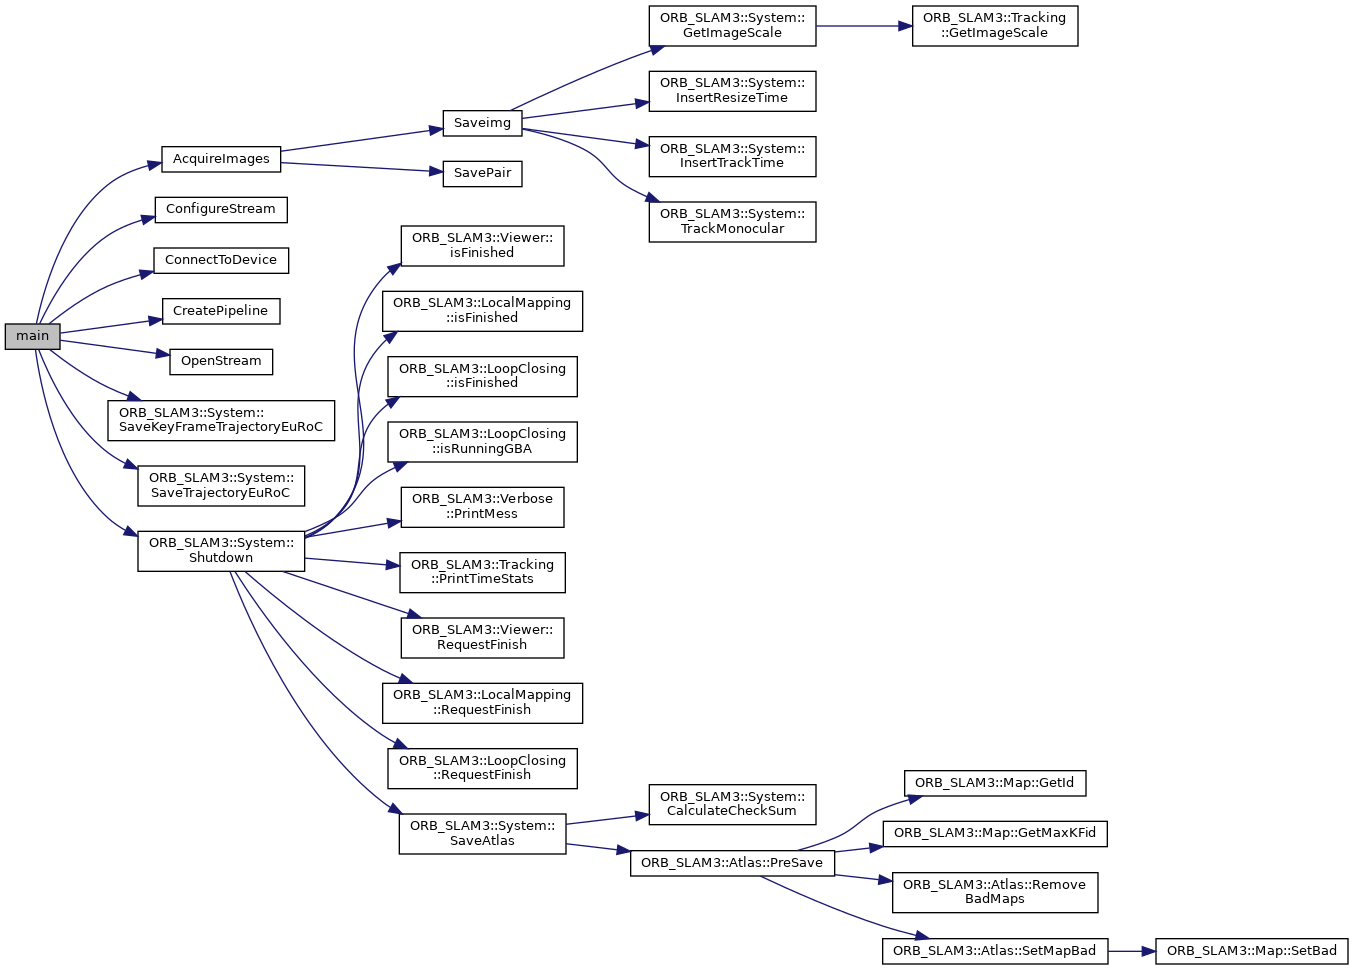 main
AcquireImages
ConfigureStream
ConnectToDevice
CreatePipeline
OpenStream
ORB_SLAM3::System::
SaveKeyFrameTrajectoryEuRoC
ORB_SLAM3::System::
SaveTrajectoryEuRoC
ORB_SLAM3::System::
Shutdown
Saveimg
SavePair
ORB_SLAM3::Viewer::
isFinished
ORB_SLAM3::LocalMapping
::isFinished
ORB_SLAM3::LoopClosing
::isFinished
ORB_SLAM3::LoopClosing
::isRunningGBA
ORB_SLAM3::Verbose
::PrintMess
ORB_SLAM3::Tracking
::PrintTimeStats
ORB_SLAM3::Viewer::
RequestFinish
ORB_SLAM3::LocalMapping
::RequestFinish
ORB_SLAM3::LoopClosing
::RequestFinish
ORB_SLAM3::System::
SaveAtlas
ORB_SLAM3::System::
GetImageScale
ORB_SLAM3::System::
InsertResizeTime
ORB_SLAM3::System::
InsertTrackTime
ORB_SLAM3::System::
TrackMonocular
ORB_SLAM3::System::
CalculateCheckSum
ORB_SLAM3::Atlas::PreSave
ORB_SLAM3::Tracking
::GetImageScale
ORB_SLAM3::Map::GetId
ORB_SLAM3::Map::GetMaxKFid
ORB_SLAM3::Atlas::Remove
BadMaps
ORB_SLAM3::Atlas::SetMapBad
ORB_SLAM3::Map::SetBad